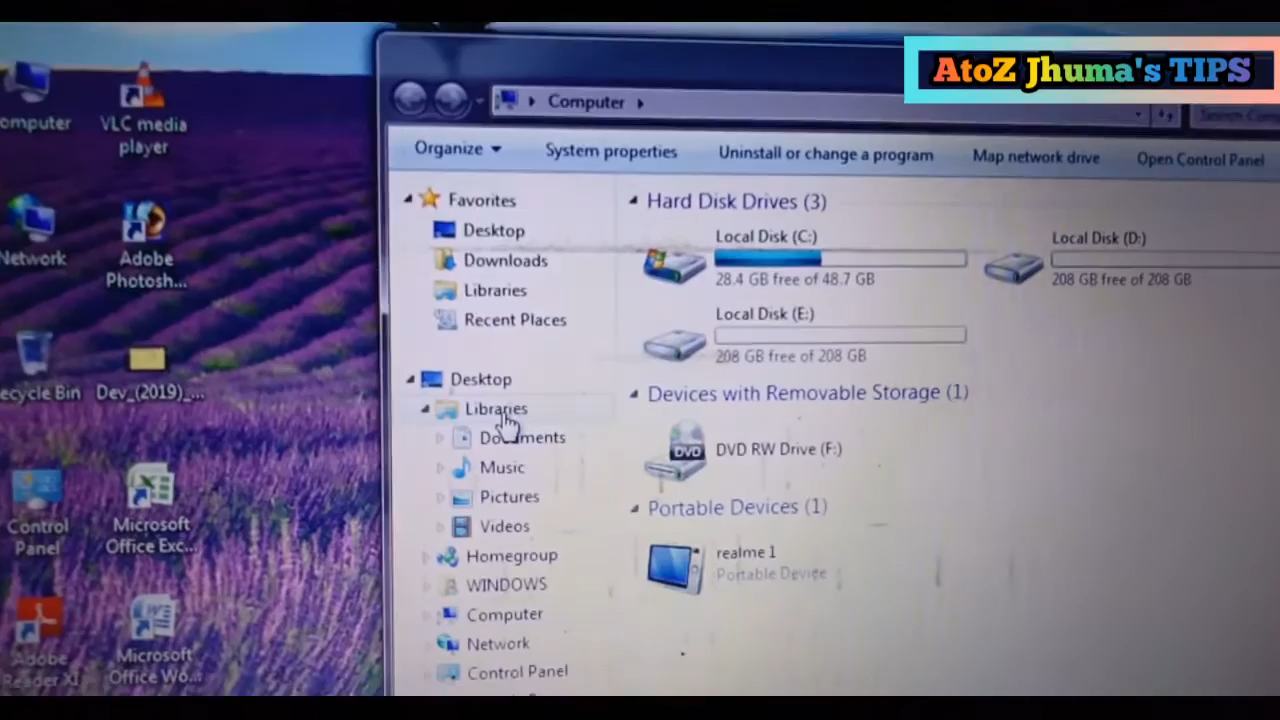 AtoZ Jhuma's TIPS
Computer
Organize
System properties
Uninstall or change a program
Map network drive
Open Control Panel
omputer
VLC media
player
Network
Adobe
Photosh...
ecycle Bin
Dev_(2019)_...
Control
Panel
Microsoft
Office Exc...
Adobe
Reader XI
Microsoft
Office Wo...
Favorites
Desktop
Downloads
Libraries
Recent Places
Desktop
Libraries
Documents
Music
Pictures
Videos
Homegroup
WINDOWS
Computer
Network
Control Panel
Hard Disk Drives (3)
Local Disk (C:)
28.4 GB free of 48.7 GB
Local Disk (D:)
208 GB free of 208 GB
Local Disk (E:)
208 GB free of 208 GB
Devices with Removable Storage (1)
DVD
DVD RW Drive (F:)
Portable Devices (1)
realme 1
Portable Device